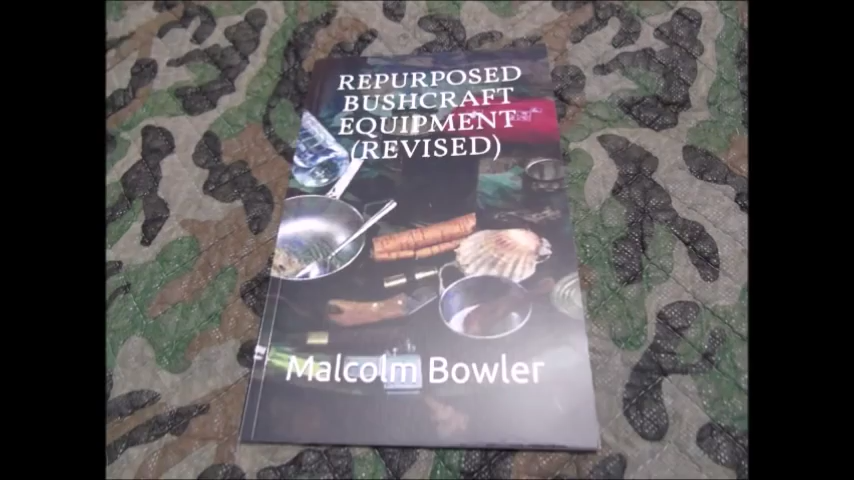 REPURPOSED
BUSHCRAFT
EQUIPMENT
(REVISED)
Malcolm Bowler